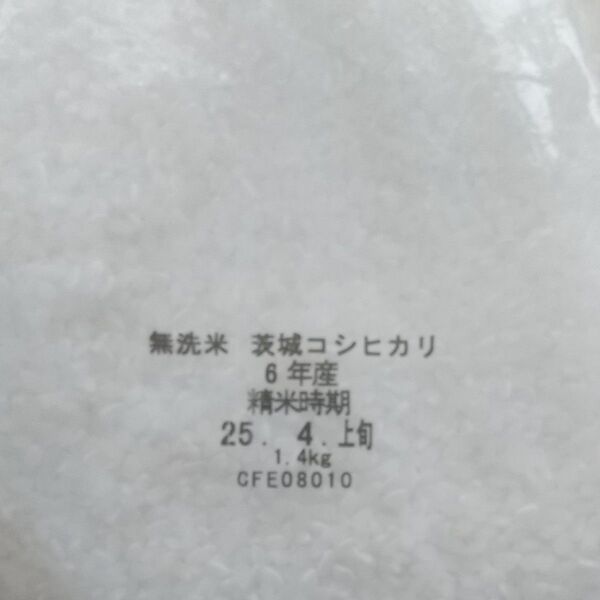 無洗米 茨城コシヒカリ
6年産
精米時期
25. 4.上旬
1.4kg
CFE08010